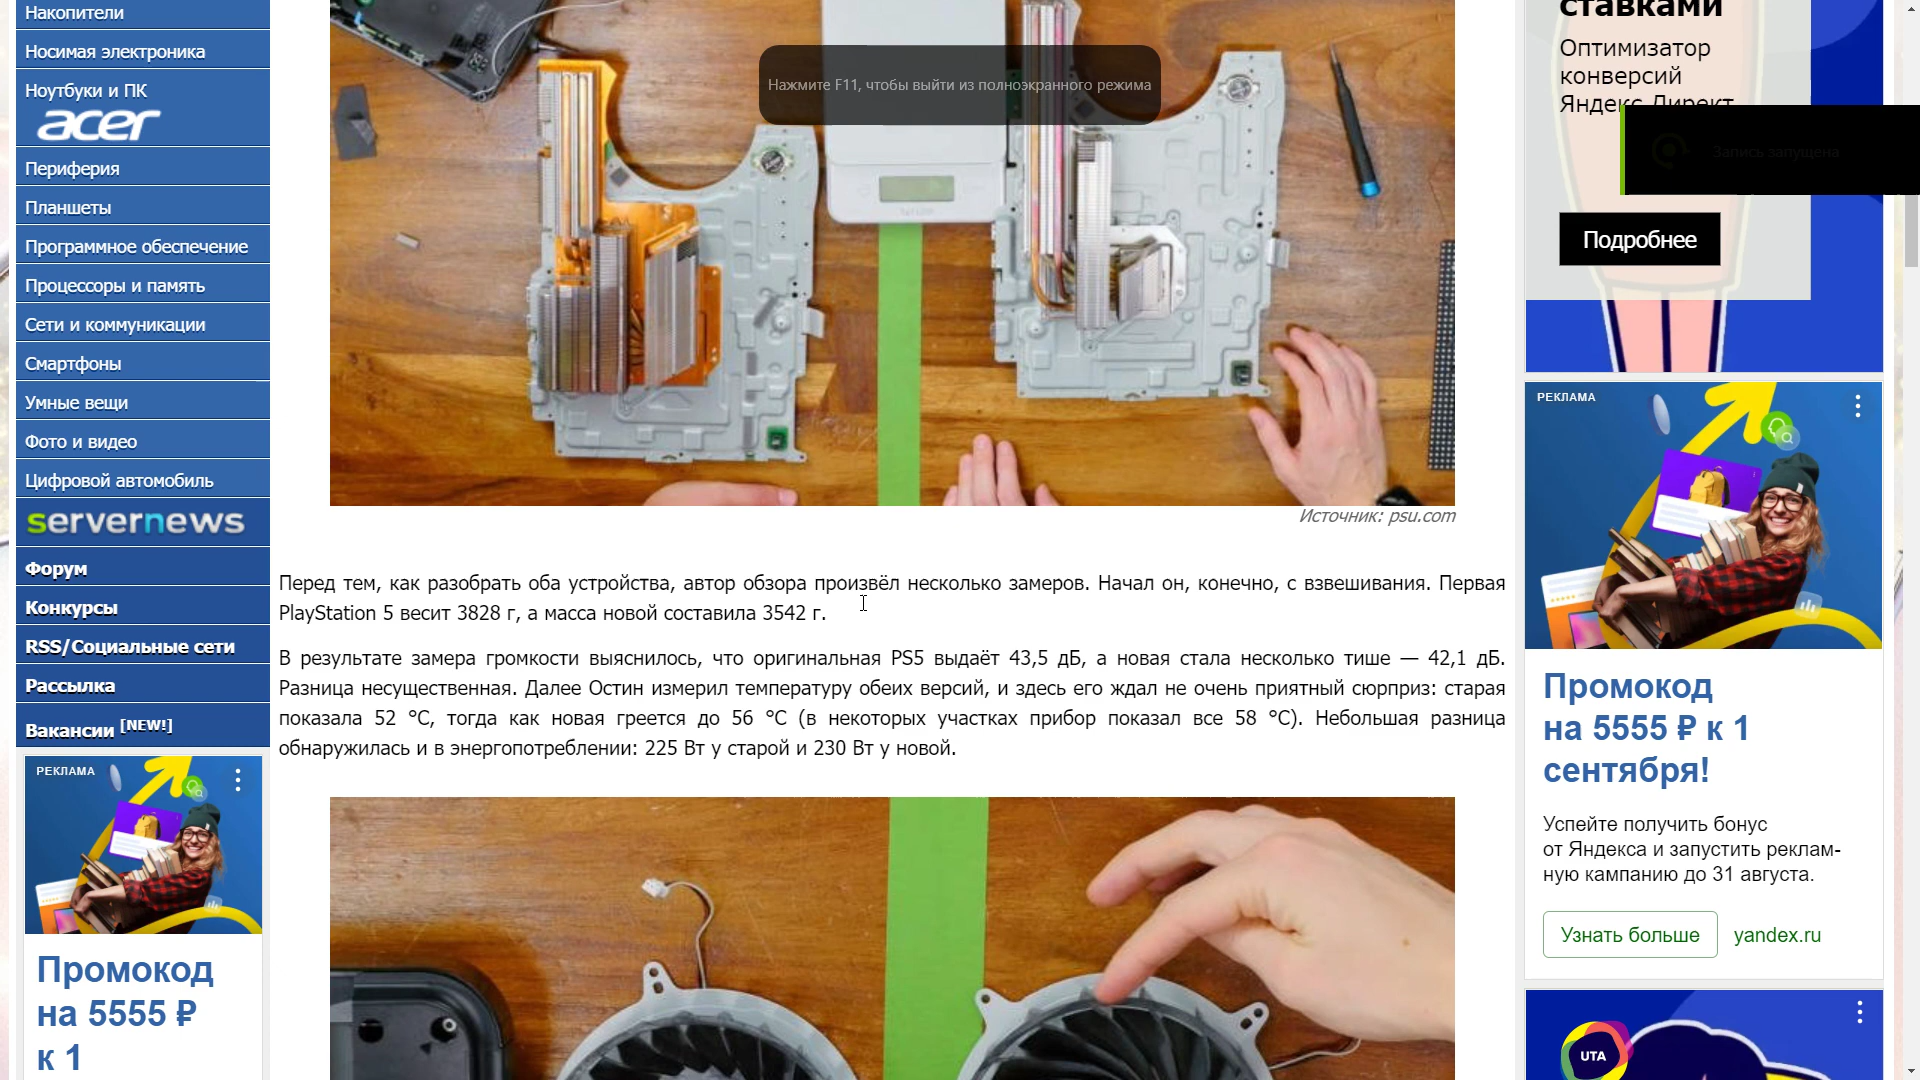 Накопители
Носимая электроника
Ноутбуки и ПК
acer
Периферия
Планшеты
Программное обеспечение
Процессоры и память
Сети и коммуникации
Смартфоны
Умные вещи
Фото и видео
Цифровой автомобиль
servernews
Форум
Конкурсы
RSS/Социальные сети
Рассылка
Вакансии [NEW!]
РЕКЛАМА
Промокод
на 5555 ₽
к 1
Нажмите F11, чтобы выйти из полноэкранного режима
Источник: psu.com
Перед тем, как разобрать оба устройства, автор обзора произвёл несколько замеров. Начал он, конечно, с взвешивания. Первая
PlayStation 5 весит 3828 г, а масса новой составила 3542 г.
В результате замера громкости выяснилось, что оригинальная PS5 выдаёт 43,5 дБ, а новая стала несколько тише — 42,1 дБ.
Разница несущественная. Далее Остин измерил температуру обеих версий, и здесь его ждал не очень приятный сюрприз: старая
показала 52 °C, тогда как новая греется до 56 °C (в некоторых участках прибор показал все 58 °C). Небольшая разница
обнаружилась и в энергопотреблении: 225 Вт у старой и 230 Вт у новой.
ставками
Оптимизатор
конверсий
Яндекс Директ
Запись запущена
Подробнее
РЕКЛАМА
Промокод
на 5555 ₽ к 1
сентября!
Успейте получить бонус
от Яндекса и запустить реклам-
ную кампанию до 31 августа.
Узнать больше
yandex.ru
UTA